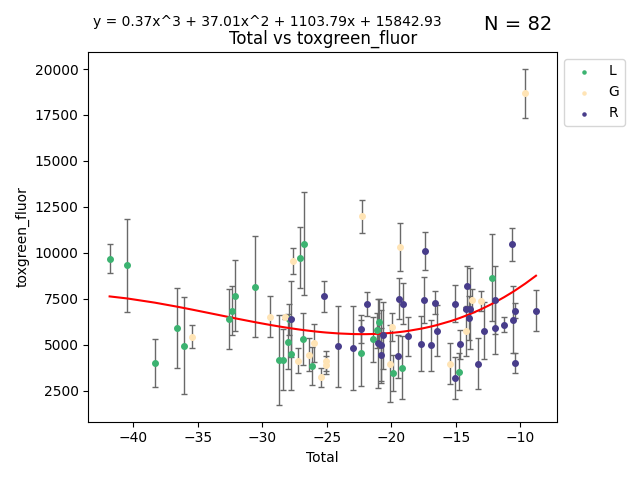 y = 0.37x^3 + 37.01x^2 + 1103.79x + 15842.93
N = 82
Total vs toxgreen_fluor
20000
17500
15000
12500
10000
7500
5000
2500
toxgreen_fluor
−40
−35
−30
−25
−20
−15
−10
Total
L
G
R